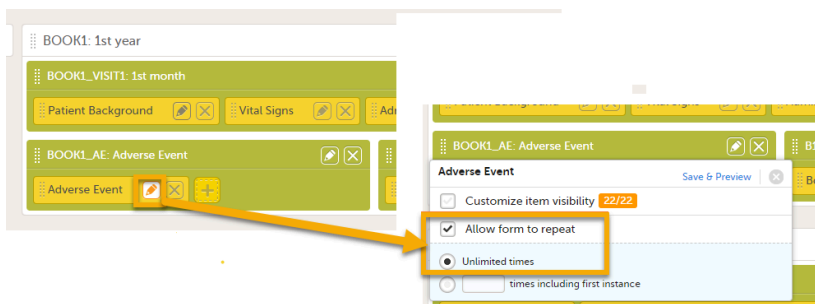 BOOK1: 1st year
BOOK1_VISIT1: 1st month
Patient Background
Vital Signs
BOOK1_AE: Adverse Event
Adverse Event
BOOK1_AE: Adverse Event
Adverse Event
Save & Preview
Customize item visibility 22/22
Allow form to repeat
Unlimited times
times including first instance